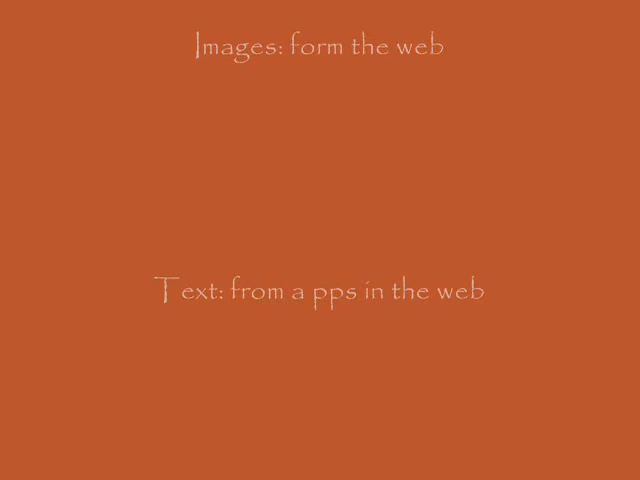 Images: form the web
Text: from a pps in the web